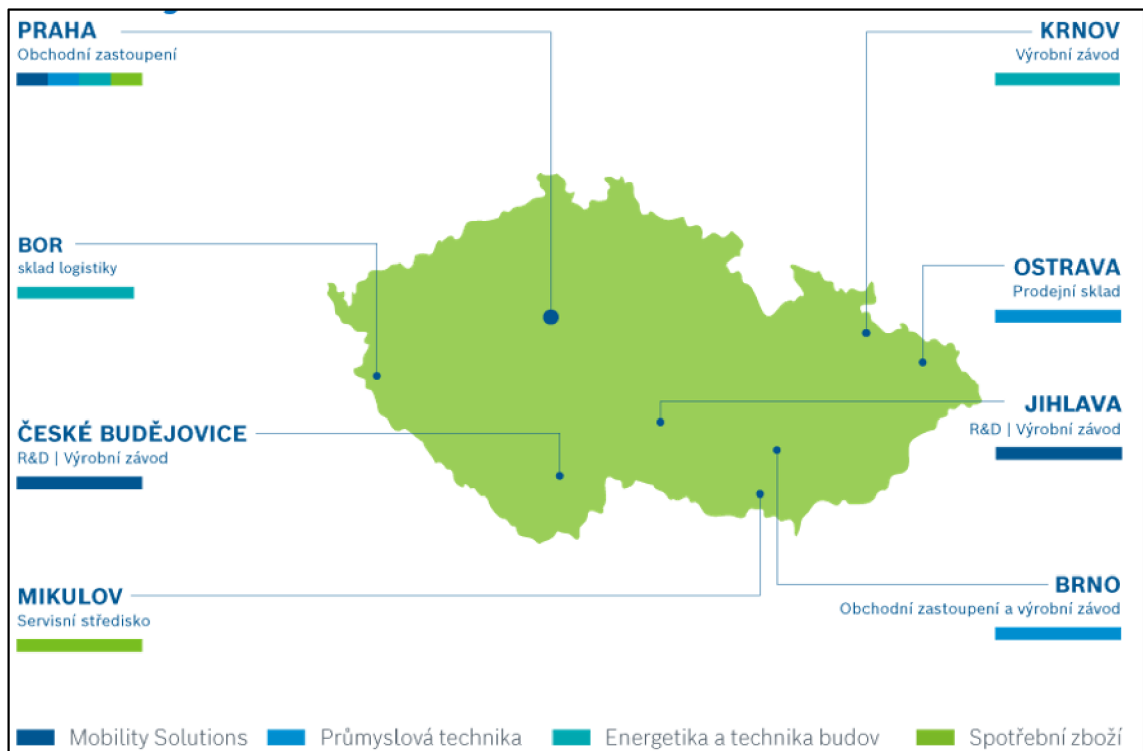 PRAHA
Obchodní zastoupení
KRNOV
Výrobní závod
BOR
sklad logistiky
OSTRAVA
Prodejní sklad
ČESKÉ BUDĚJOVICE
R&D | Výrobní závod
JIHLAVA
R&D | Výrobní závod
MIKULOV
Servisní středisko
BRNO
Obchodní zastoupení a výrobní závod
Mobility Solutions
Průmyslová technika
Energetika a technika budov
Spotřební zboží